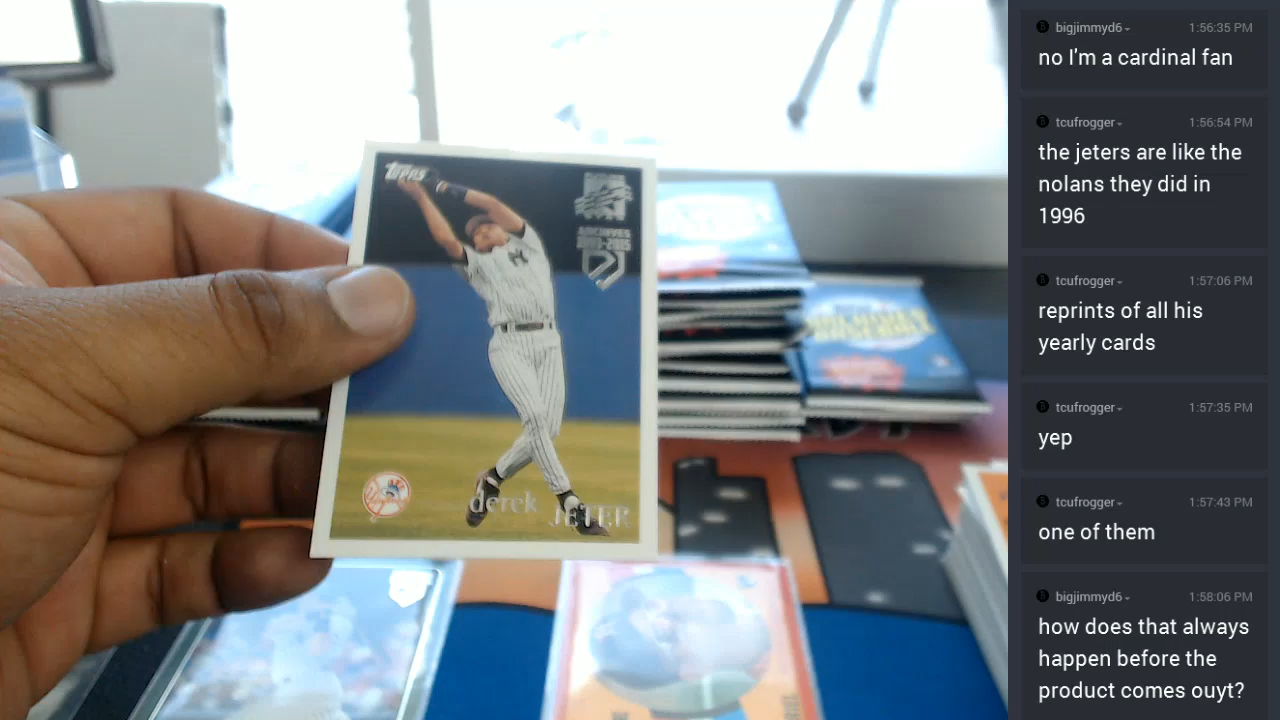 TOPPS
ARCHIVES
derek JETER
bigjimmyd6
1:56:35 PM
no I'm a cardinal fan
tcufrogger
1:56:54 PM
the jeters are like the
nolans they did in
1996
tcufrogger
1:57:06 PM
reprints of all his
yearly cards
tcufrogger
1:57:35 PM
yep
tcufrogger
1:57:43 PM
one of them
bigjimmyd6
1:58:06 PM
how does that always
happen before the
product comes ouyt?